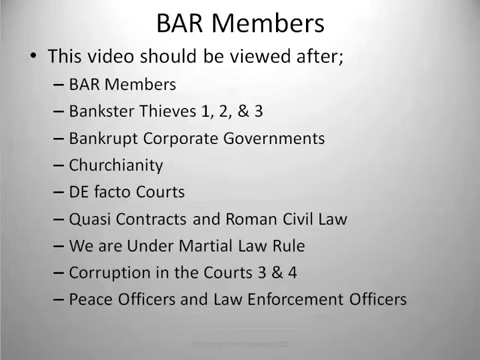 BAR Members
• This video should be viewed after;
– BAR Members
– Bankster Thieves 1, 2, & 3
– Bankrupt Corporate Governments
– Churchianity
– DE facto Courts
– Quasi Contracts and Roman Civil Law
– We are Under Martial Law Rule
– Corruption in the Courts 3 & 4
– Peace Officers and Law Enforcement Officers